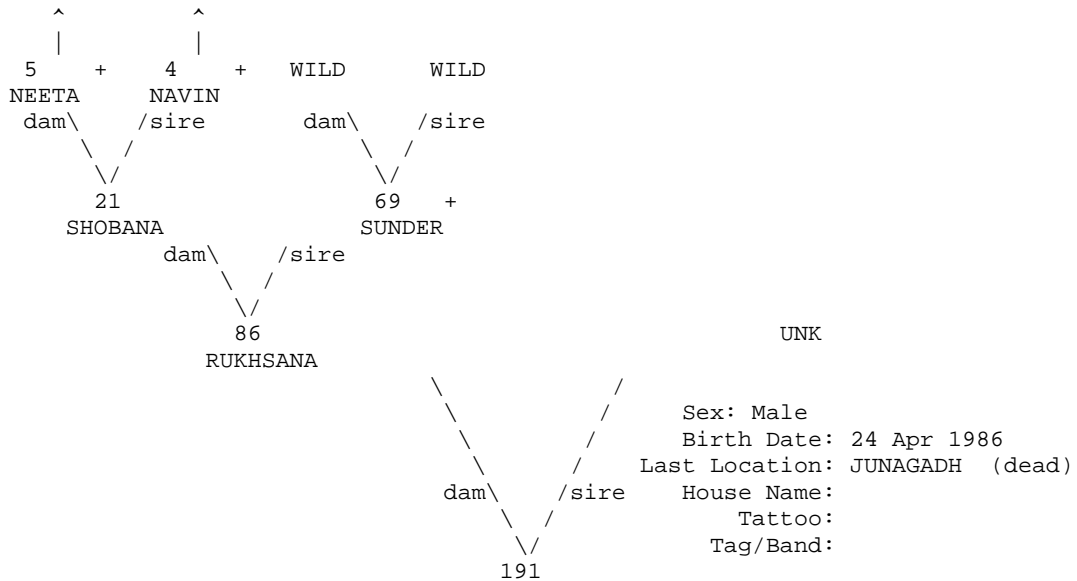 ^ ^
| |
5 + 4 + WILD WILD
NEETA NAVIN
dam\ /sire dam\ /sire
\ / \ /
\/ \/
21 69 +
SHOBANA SUNDER
dam\ /sire
\ /
\/
86 UNK
RUKHSANA
\ /
\ / Sex: Male
\ / Birth Date: 24 Apr 1986
\ / Last Location: JUNAGADH (dead)
dam\ /sire House Name:
\ / Tattoo:
\/ Tag/Band:
191